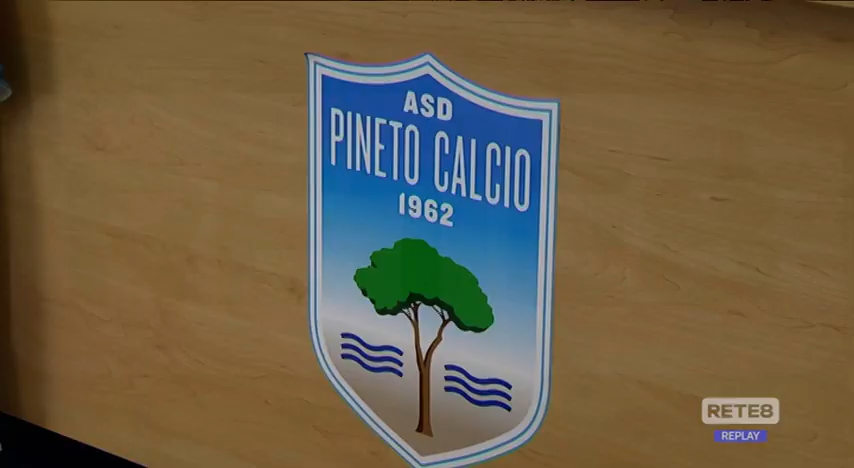 ASD
PINETO CALCIO
1962
RETE8
REPLAY